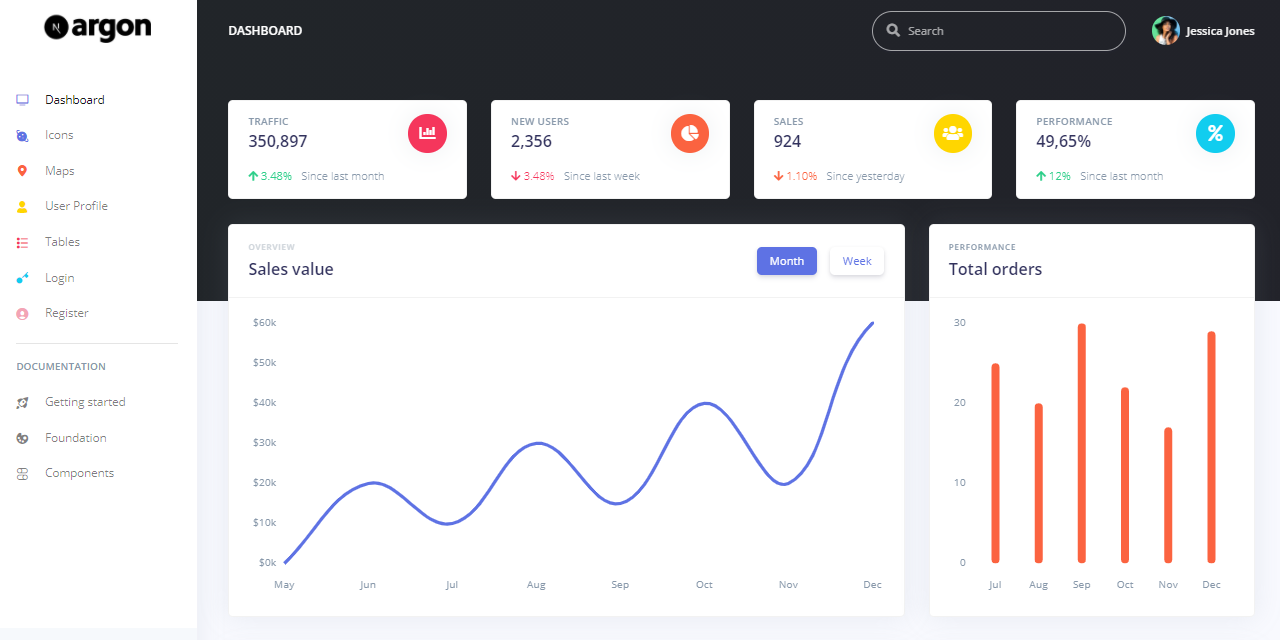 N argon
DASHBOARD
Search
Jessica Jones
Dashboard
Icons
Maps
User Profile
Tables
Login
Register
DOCUMENTATION
Getting started
Foundation
Components
TRAFFIC
350,897
3.48% Since last month
NEW USERS
2,356
3.48% Since last week
SALES
924
1.10% Since yesterday
PERFORMANCE
49,65%
%
12% Since last month
OVERVIEW
Sales value
Month
Week
$60k
$50k
$40k
$30k
$20k
$10k
$0k
May Jun Jul Aug Sep Oct Nov Dec
PERFORMANCE
Total orders
30
20
10
0
Jul Aug Sep Oct Nov Dec